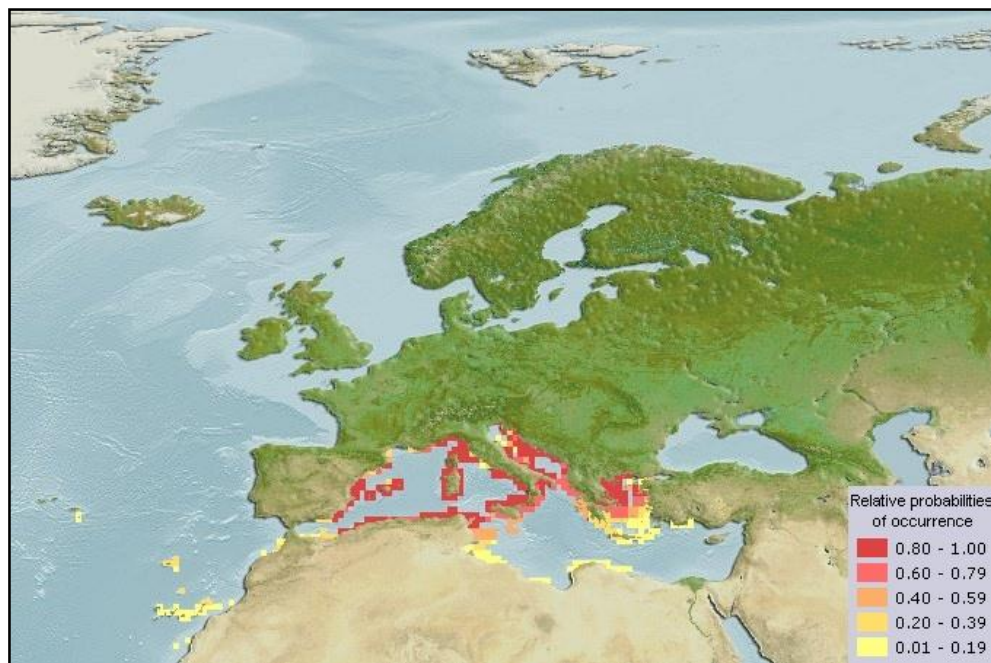 Relative probabilities
of occurrence
0.80 - 1.00
0.60 - 0.79
0.40 - 0.59
0.20 - 0.39
0.01 - 0.19